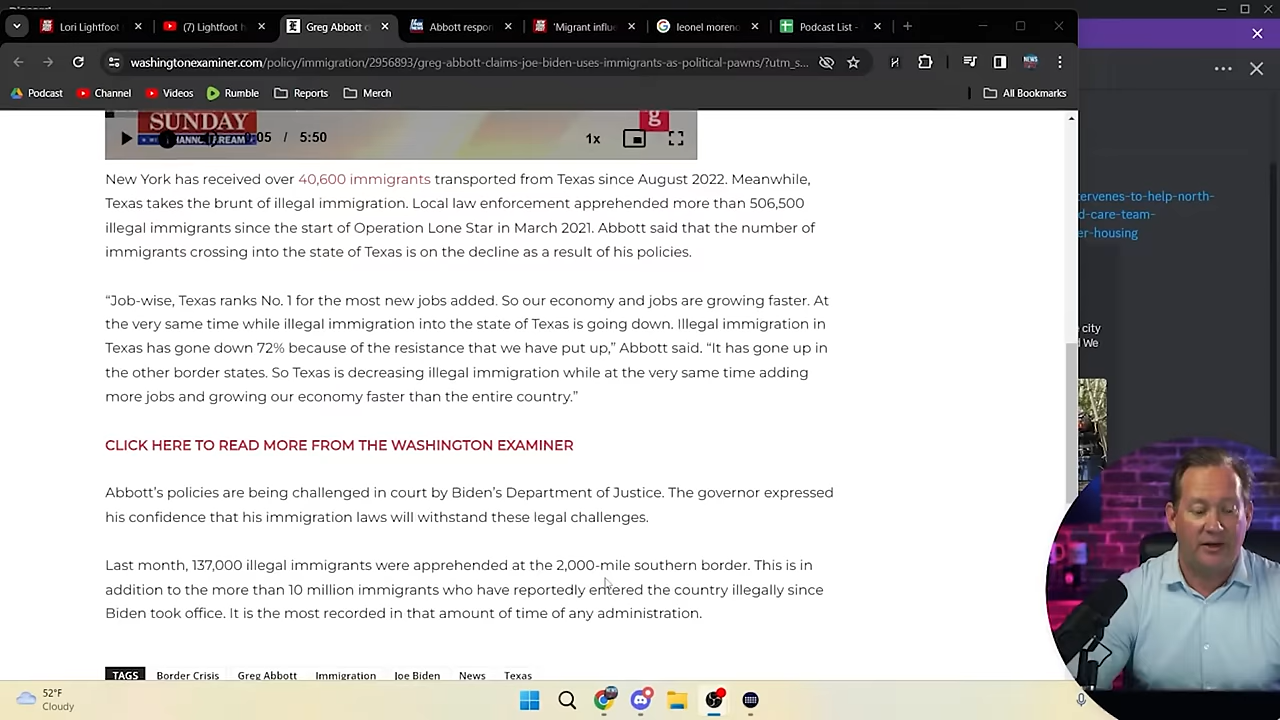 Lori Lightfoot
(7) Lightfoot h
Greg Abbott c
Abbott respon
'Migrant influ
leonel moreno
Podcast List -
washingtonexaminer.com/policy/immigration/2956893/greg-abbott-claims-joe-biden-uses-immigrants-as-political-pawns/?utm_s...
Podcast
Channel
Videos
Rumble
Reports
Merch
All Bookmarks
SUNDAY
05 / 5:50
1x
New York has received over 40,600 immigrants transported from Texas since August 2022. Meanwhile,
Texas takes the brunt of illegal immigration. Local law enforcement apprehended more than 506,500
illegal immigrants since the start of Operation Lone Star in March 2021. Abbott said that the number of
immigrants crossing into the state of Texas is on the decline as a result of his policies.
“Job-wise, Texas ranks No. 1 for the most new jobs added. So our economy and jobs are growing faster. At
the very same time while illegal immigration into the state of Texas is going down. Illegal immigration in
Texas has gone down 72% because of the resistance that we have put up,” Abbott said. “It has gone up in
the other border states. So Texas is decreasing illegal immigration while at the very same time adding
more jobs and growing our economy faster than the entire country.”
CLICK HERE TO READ MORE FROM THE WASHINGTON EXAMINER
Abbott’s policies are being challenged in court by Biden’s Department of Justice. The governor expressed
his confidence that his immigration laws will withstand these legal challenges.
Last month, 137,000 illegal immigrants were apprehended at the 2,000-mile southern border. This is in
addition to the more than 10 million immigrants who have reportedly entered the country illegally since
Biden took office. It is the most recorded in that amount of time of any administration.
TAGS
Border Crisis
Greg Abbott
Immigration
Joe Biden
News
Texas
tervenes-to-help-north-
d-care-team-
er-housing
city
We
52°F
Cloudy